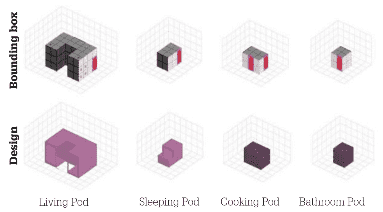 Bounding box
Design
Living Pod
Sleeping Pod
Cooking Pod
Bathroom Pod